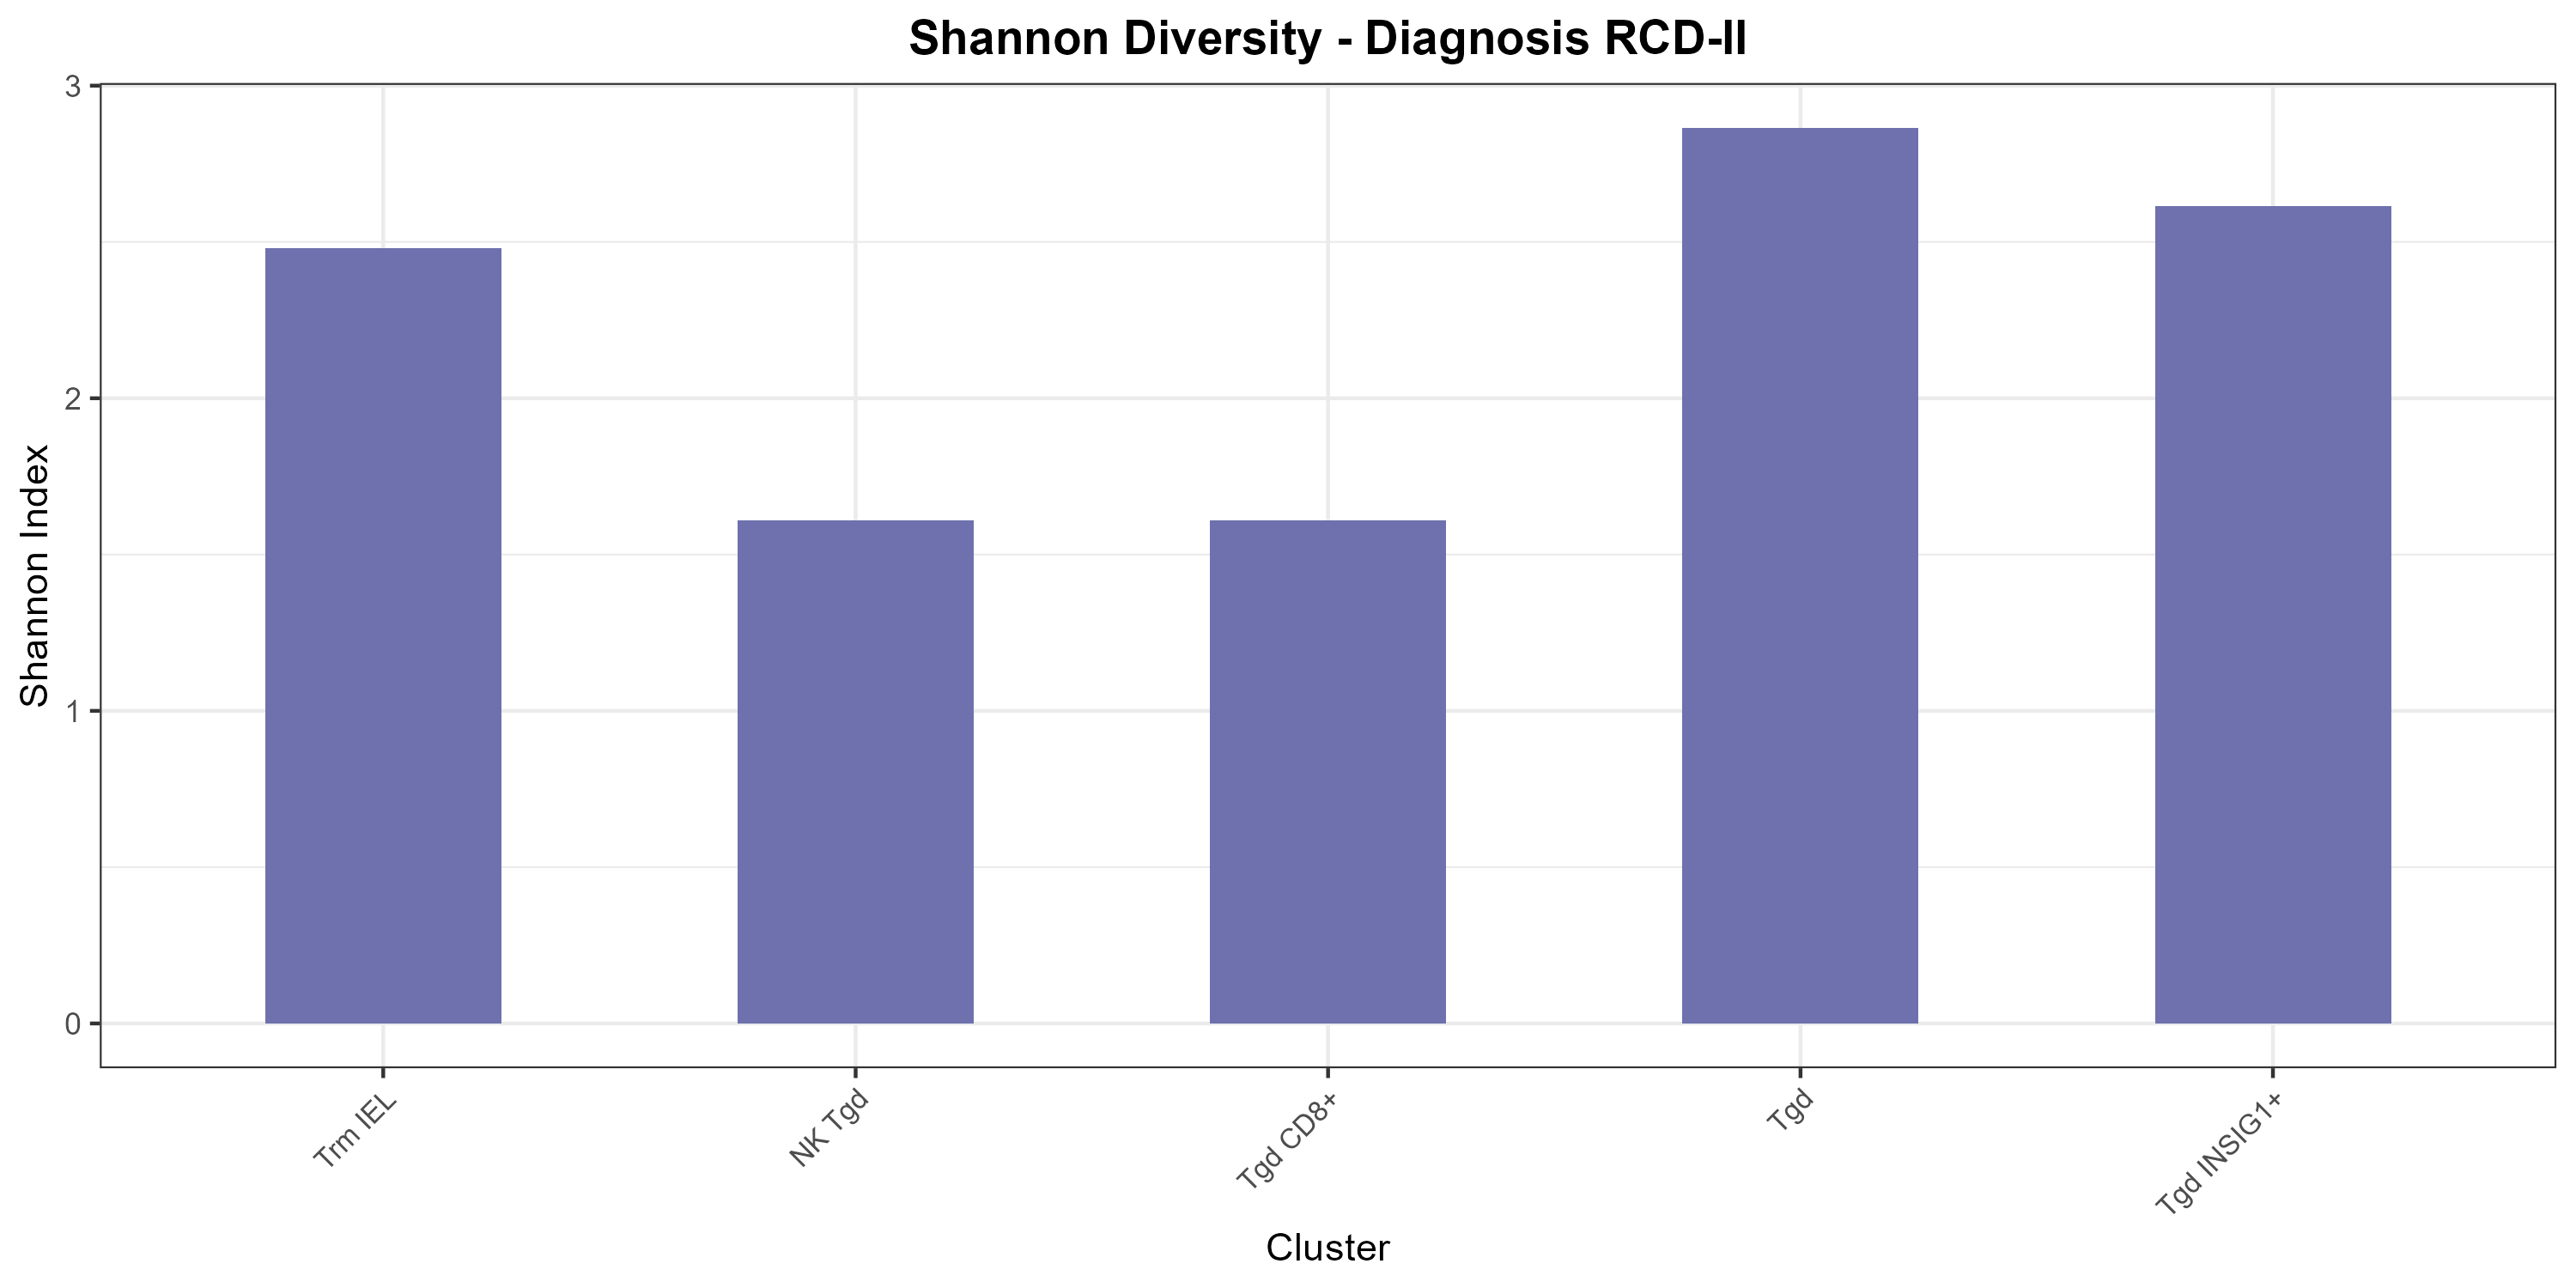 Shannon Diversity - Diagnosis RCD-II
3
2
1
0
Shannon Index
Trm IEL
NK Tgd
Tgd CD8+
Tgd
Tgd INSIG1+
Cluster